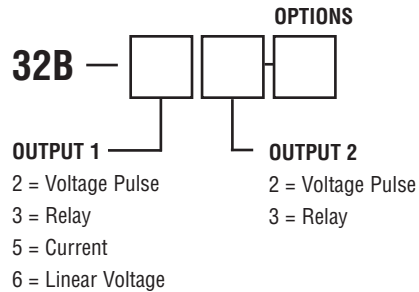 OPTIONS
32B —
OUTPUT 1
2 = Voltage Pulse
3 = Relay
5 = Current
6 = Linear Voltage
OUTPUT 2
2 = Voltage Pulse
3 = Relay